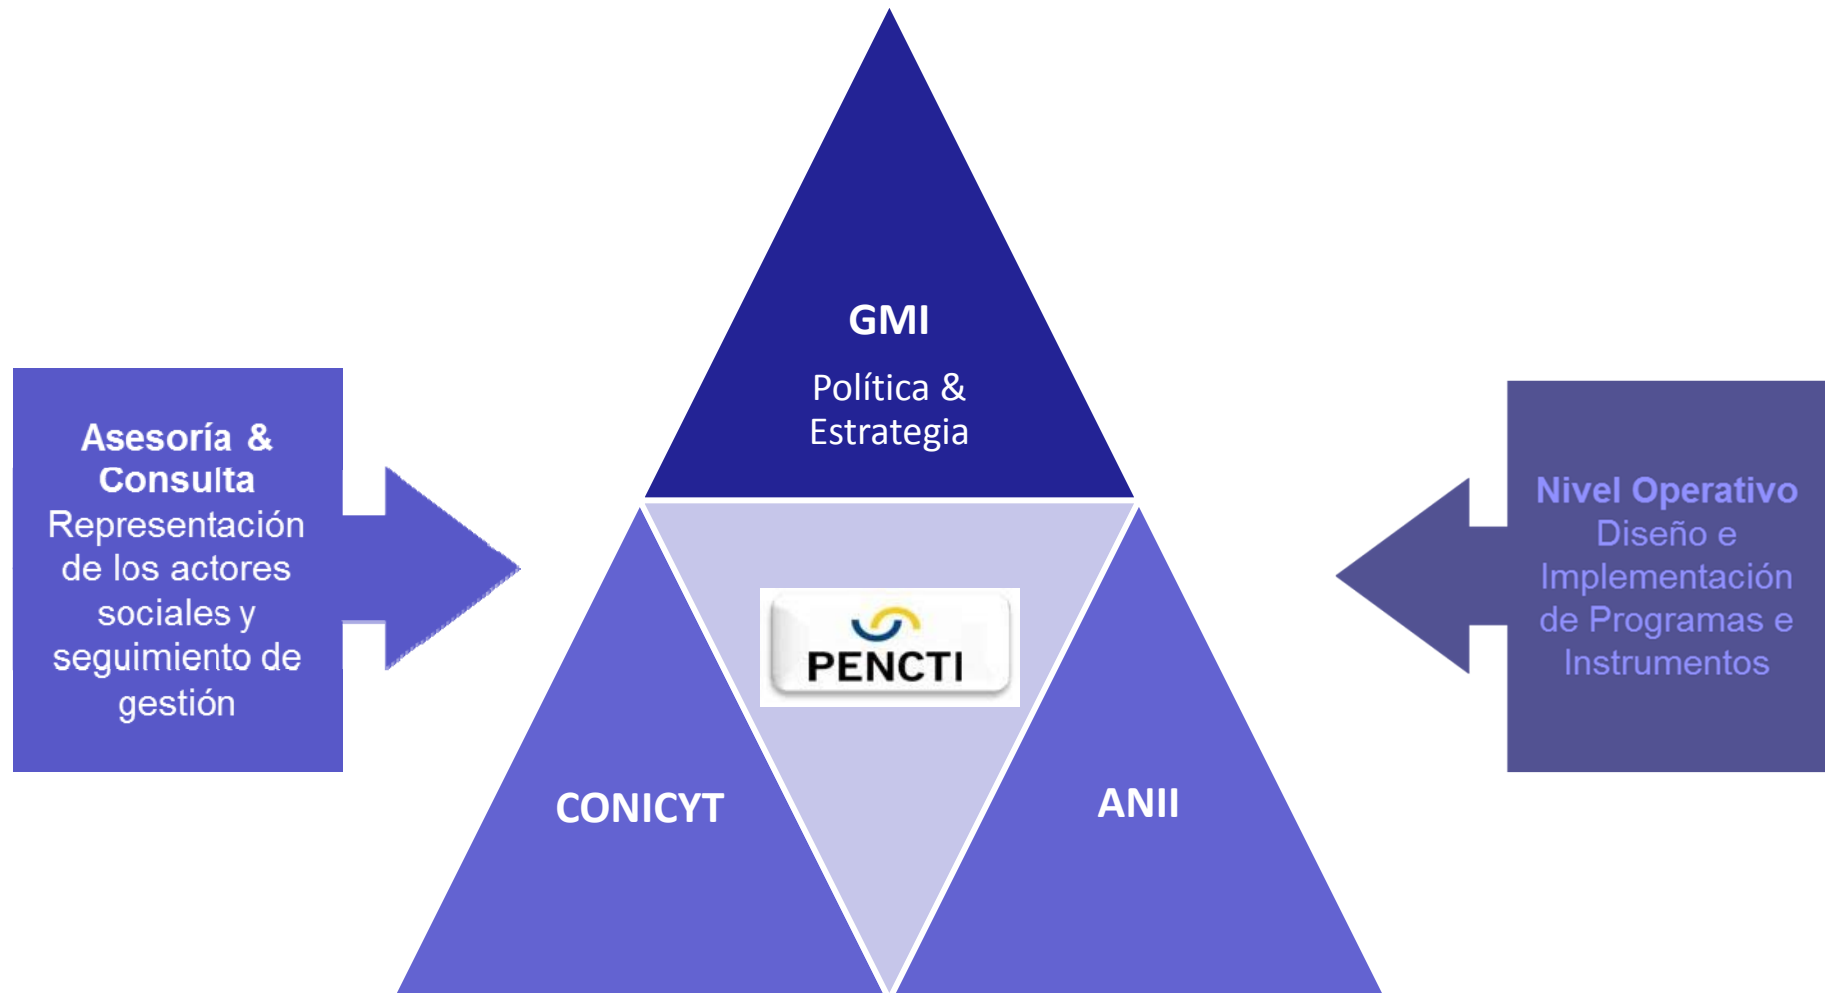 GMI
Política &
Estrategia
Asesoría &
Consulta
Representación
de los actores
sociales y
seguimiento de
gestión
PENCTI
CONICYT
ANII
Nivel Operativo
Diseño e
Implementación
de Programas e
Instrumentos